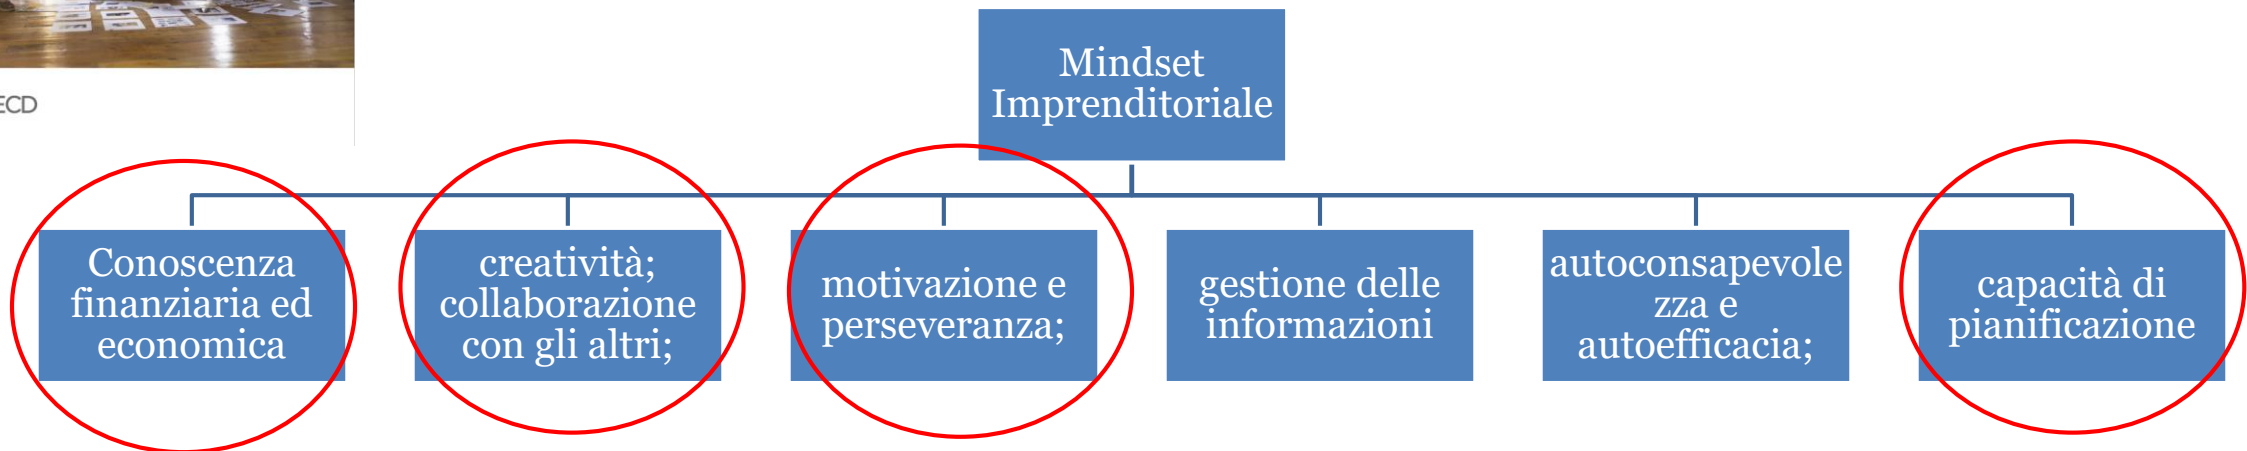 ECD
Mindset
Imprenditoriale
Conoscenza
finanziaria ed
economica
creatività;
collaborazione
con gli altri;
motivazione e
perseveranza;
gestione delle
informazioni
autoconsapevole
zza e
autoefficacia;
capacità di
pianificazione